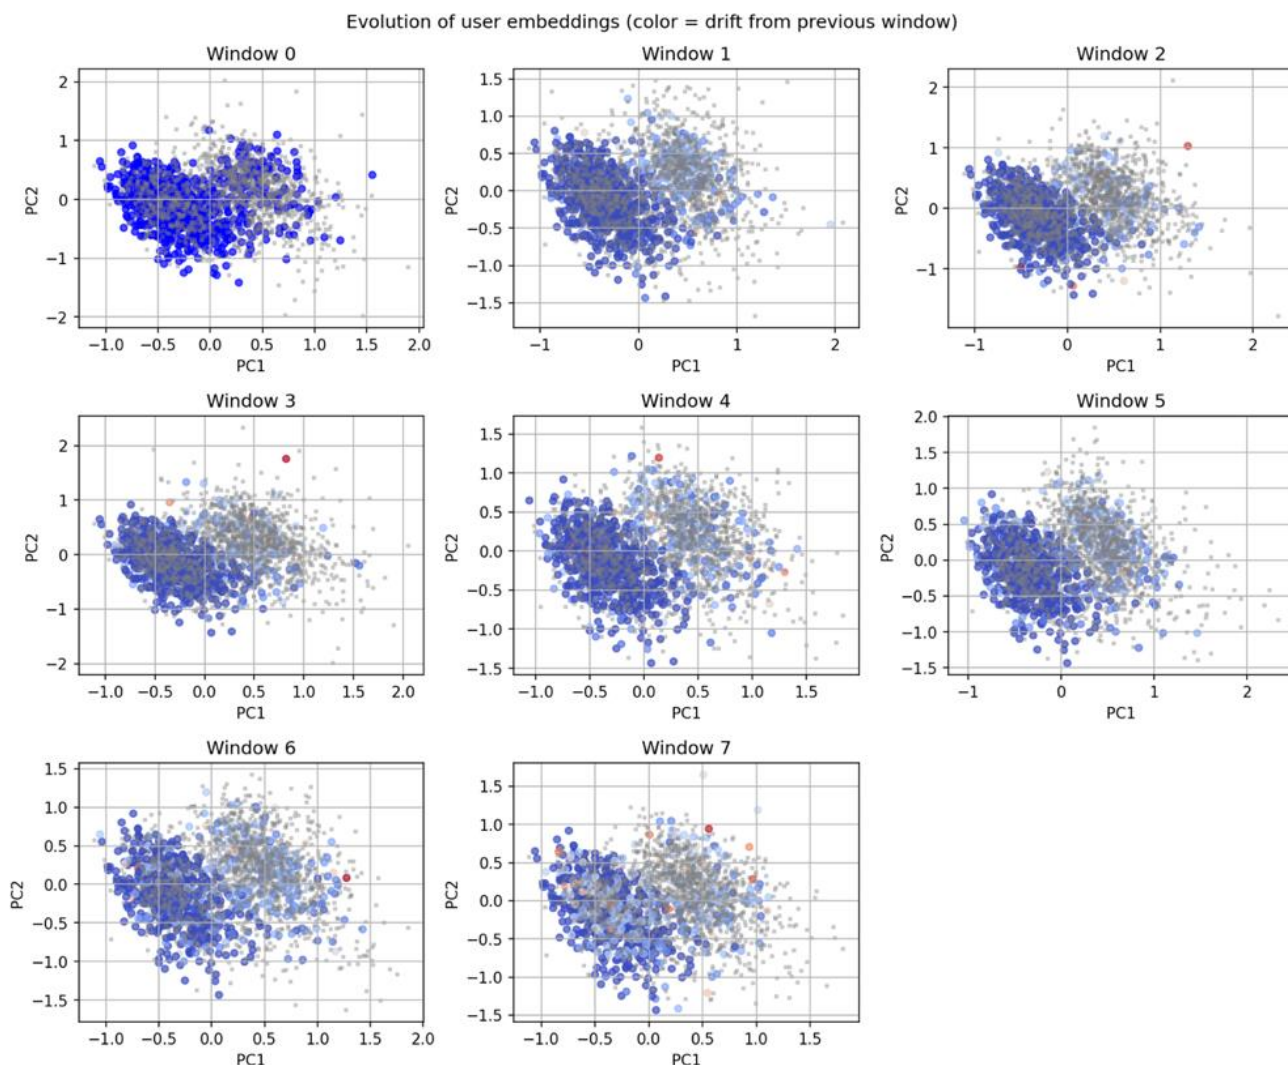 Evolution of user embeddings (color = drift from previous window)
Window 0
2
1
0
−1
−2
PC2
−1.0 −0.5 0.0 0.5 1.0 1.5 2.0
PC1
Window 1
1.5
1.0
0.5
0.0
−0.5
−1.0
−1.5
PC2
−1 0 1 2
PC1
Window 2
2
1
0
−1
PC2
−1 0 1 2
PC1
Window 3
2
1
0
−1
−2
PC2
−1.0 −0.5 0.0 0.5 1.0 1.5 2.0
PC1
Window 4
1.5
1.0
0.5
0.0
−0.5
−1.0
−1.5
PC2
−1.0 −0.5 0.0 0.5 1.0 1.5
PC1
Window 5
2.0
1.5
1.0
0.5
0.0
−0.5
−1.0
−1.5
PC2
−1 0 1 2
PC1
Window 6
1.5
1.0
0.5
0.0
−0.5
−1.0
−1.5
PC2
−1.0 −0.5 0.0 0.5 1.0 1.5 2.0
PC1
Window 7
1.5
1.0
0.5
0.0
−0.5
−1.0
−1.5
PC2
−1.0 −0.5 0.0 0.5 1.0 1.5
PC1